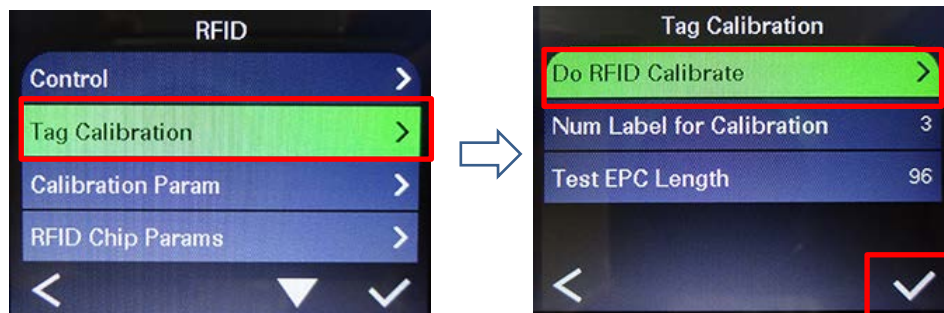 RFID
Control
Tag Calibration
Calibration Param
RFID Chip Params
Tag Calibration
Do RFID Calibrate
Num Label for Calibration 3
Test EPC Length 96